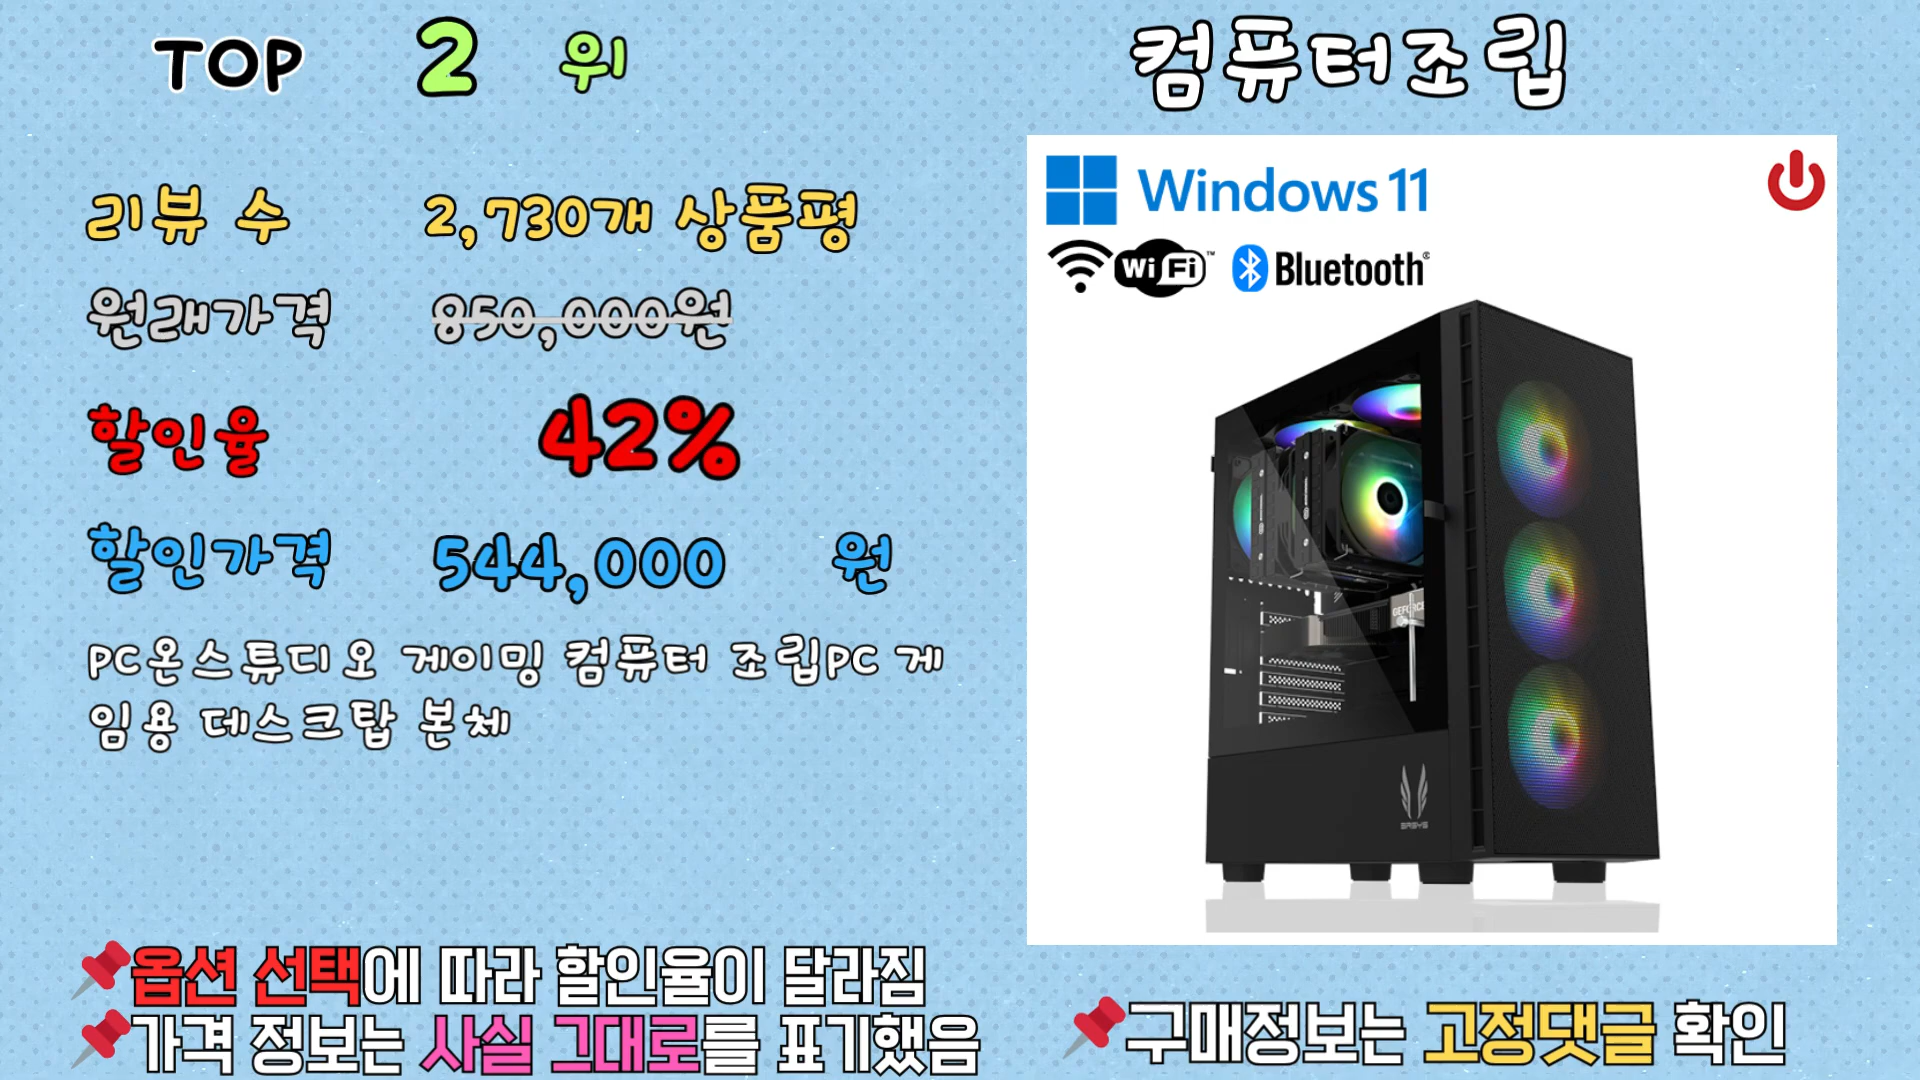 TOP 2 위
컴퓨터조립
리뷰 수 2,730개 상품평
원래가격 850,000원
할인율 42%
할인가격 544,000 원
PC온스튜디오 게이밍 컴퓨터 조립PC 게
임용 데스크탑 본체
Windows 11
Wi Fi™ Bluetooth®
GEFORCE
📌옵션 선택에 따라 할인율이 달라짐
📌가격 정보는 사실 그대로를 표기했음
📌구매정보는 고정댓글 확인